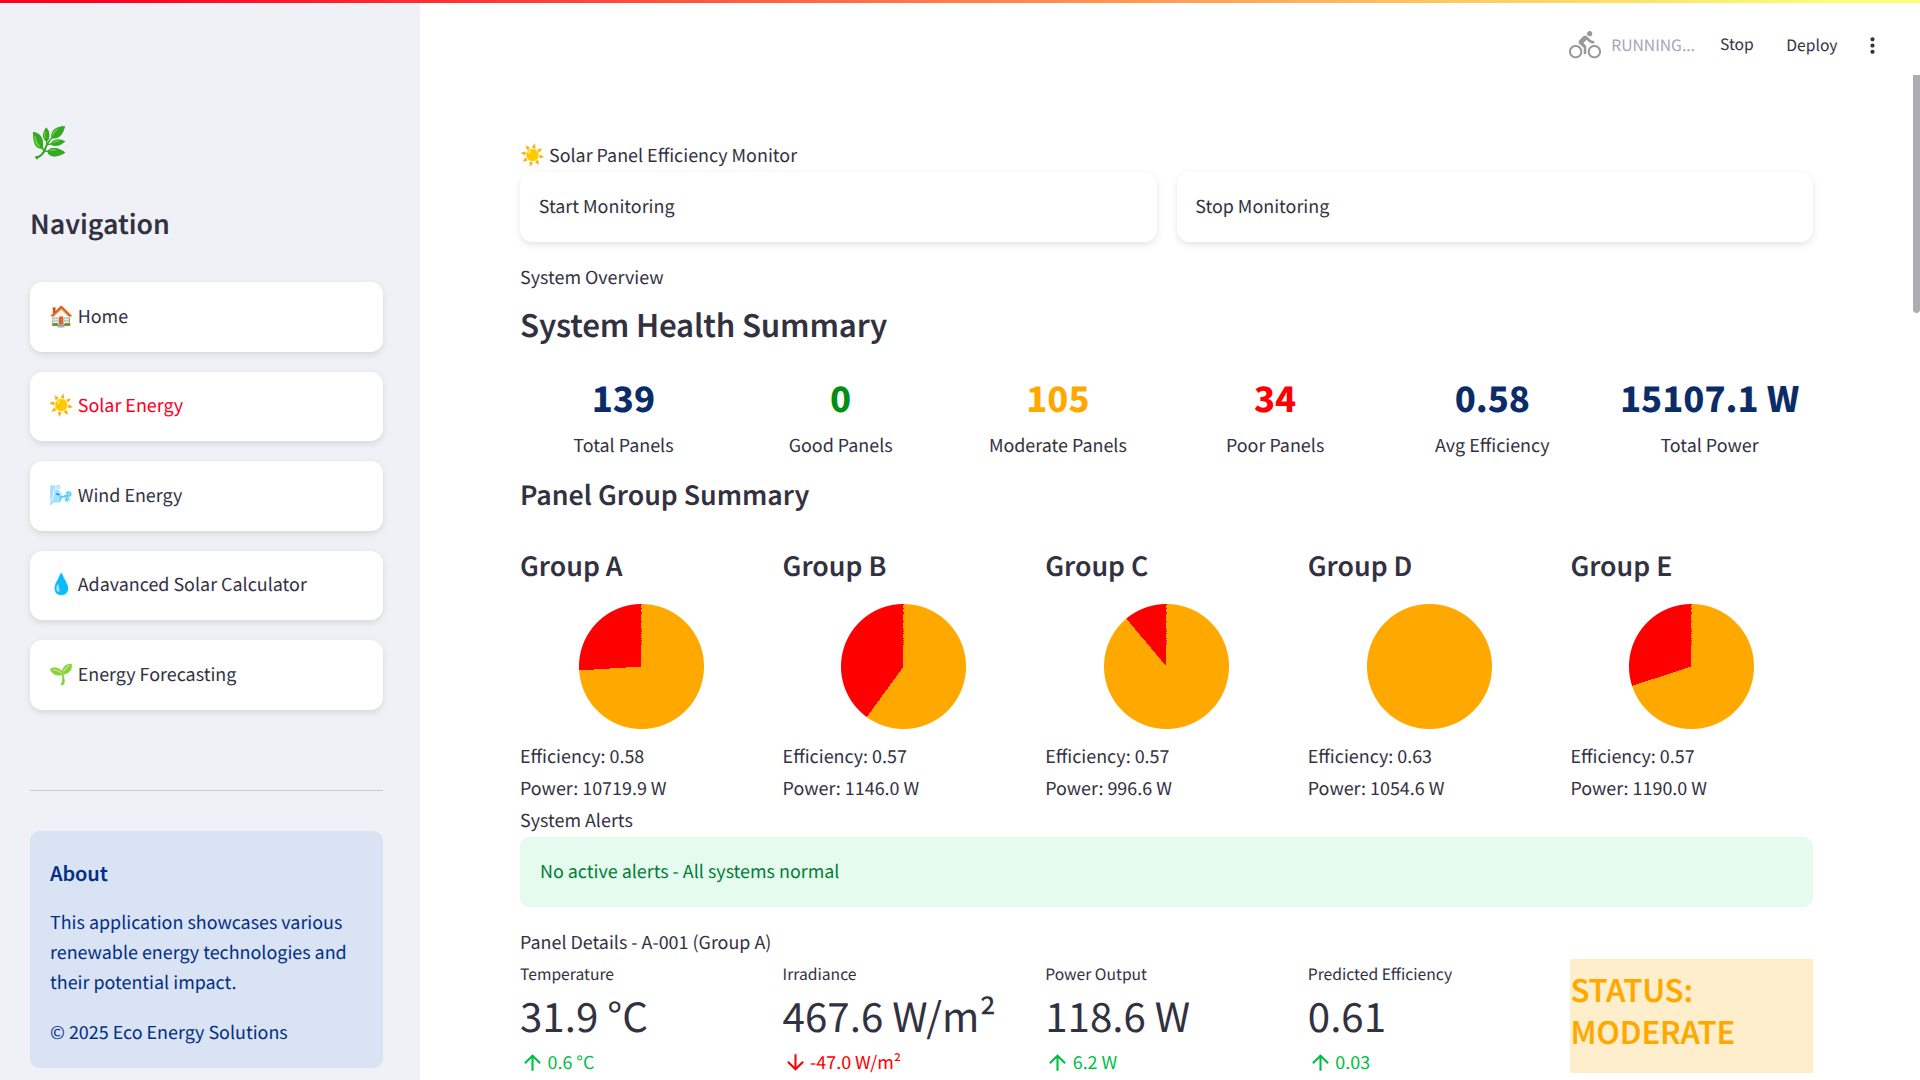 RUNNING...
Stop
Deploy
Navigation
Home
Solar Energy
Wind Energy
Adavanced Solar Calculator
Energy Forecasting
About
This application showcases various
renewable energy technologies and
their potential impact.
© 2025 Eco Energy Solutions
Solar Panel Efficiency Monitor
Start Monitoring
Stop Monitoring
System Overview
System Health Summary
139
Total Panels
0
Good Panels
105
Moderate Panels
34
Poor Panels
0.58
Avg Efficiency
15107.1 W
Total Power
Panel Group Summary
Group A
Efficiency: 0.58
Power: 10719.9 W
Group B
Efficiency: 0.57
Power: 1146.0 W
Group C
Efficiency: 0.57
Power: 996.6 W
Group D
Efficiency: 0.63
Power: 1054.6 W
Group E
Efficiency: 0.57
Power: 1190.0 W
System Alerts
No active alerts - All systems normal
Panel Details - A-001 (Group A)
Temperature
31.9 °C
↑ 0.6 °C
Irradiance
467.6 W/m²
↓ -47.0 W/m²
Power Output
118.6 W
↑ 6.2 W
Predicted Efficiency
0.61
↑ 0.03
STATUS:
MODERATE